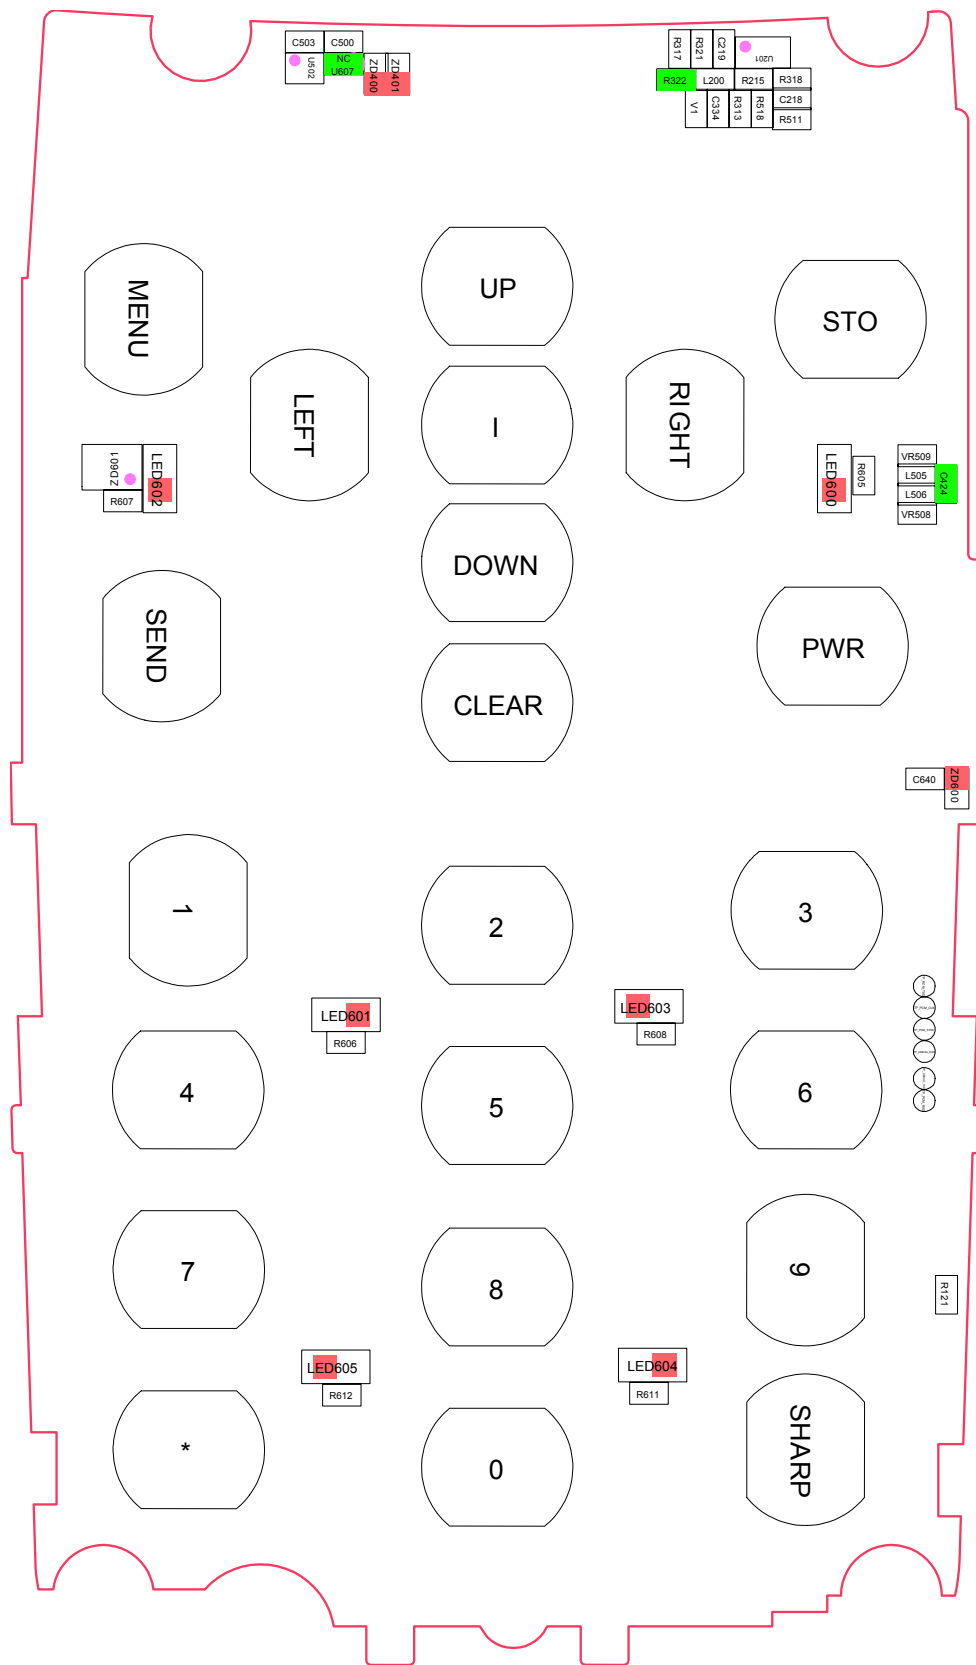 C503
C500
NC
U607
U502
ZD400
ZD401
R317
R321
C219
U201
R322
L200
R215
R318
V1
C334
R313
R518
C218
R511
MENU
UP
STO
LEFT
I
RIGHT
ZD601
LED602
R607
LED600
R605
VR509
L505
L506
VR508
C424
DOWN
SEND
CLEAR
PWR
C640
ZD600
1
2
3
LED601
R606
LED603
R608
4
5
6
7
8
9
R121
LED605
R612
LED604
R611
*
0
SHARP